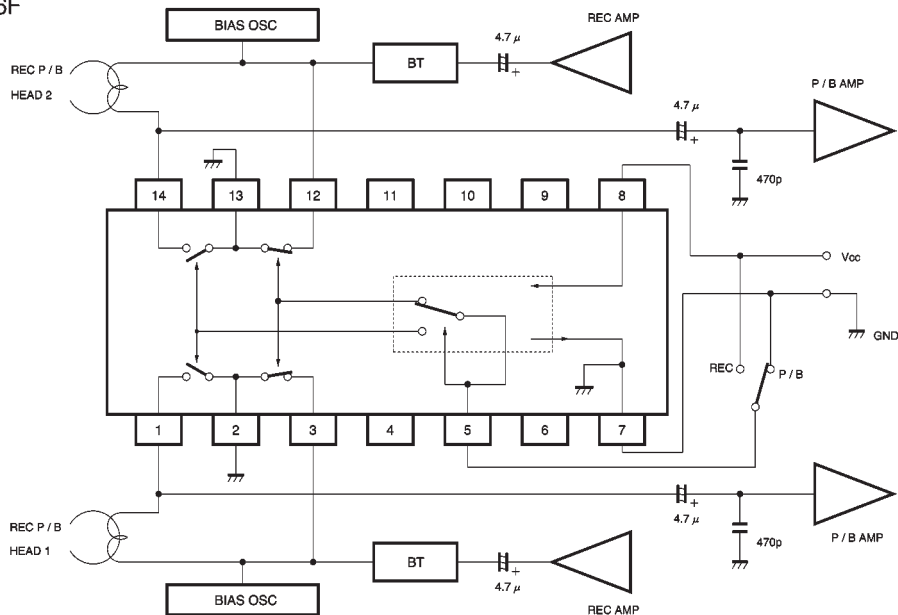 6F
BIAS OSC
REC AMP
4.7 μ
+
BT
REC P / B
HEAD 2
P / B AMP
4.7 μ
+
470p
14
13
12
11
10
9
8
Vcc
GND
REC
P / B
1
2
3
4
5
6
7
REC P / B
HEAD 1
4.7 μ
+
470p
P / B AMP
BT
4.7 μ
+
BIAS OSC
REC AMP